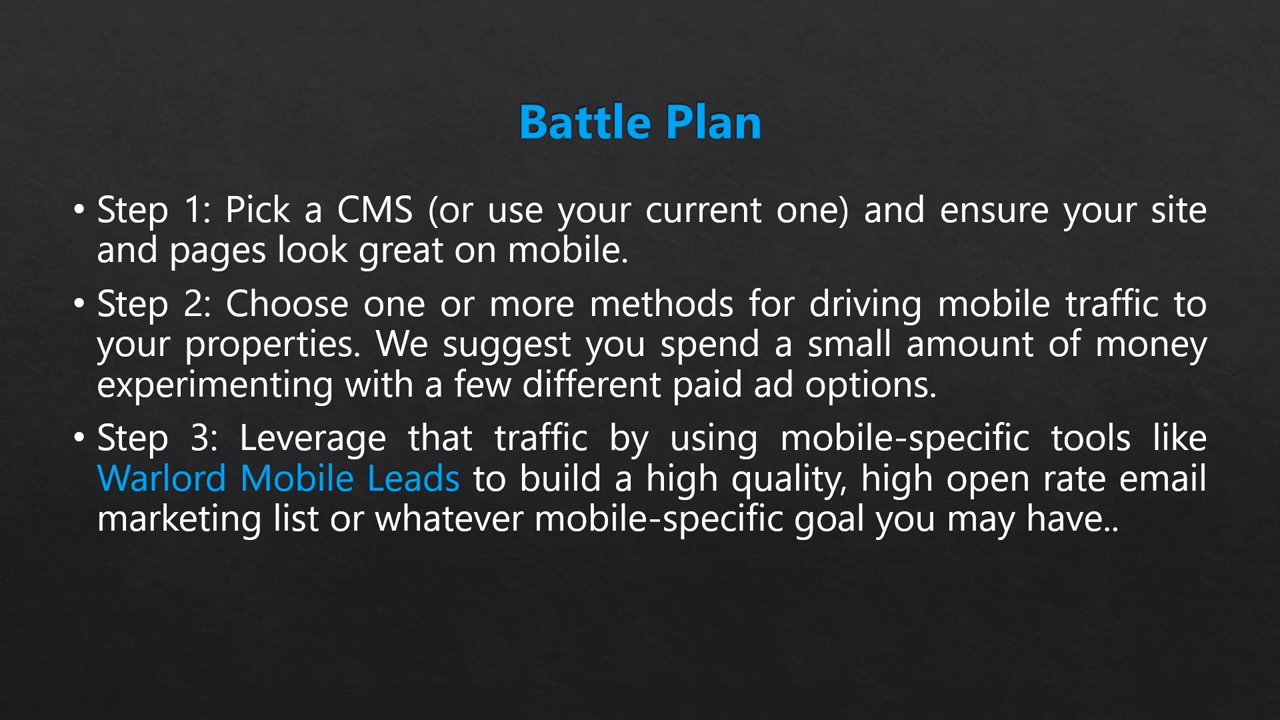 Battle Plan
• Step 1: Pick a CMS (or use your current one) and ensure your site
and pages look great on mobile.
• Step 2: Choose one or more methods for driving mobile traffic to
your properties. We suggest you spend a small amount of money
experimenting with a few different paid ad options.
• Step 3: Leverage that traffic by using mobile-specific tools like
Warlord Mobile Leads to build a high quality, high open rate email
marketing list or whatever mobile-specific goal you may have..